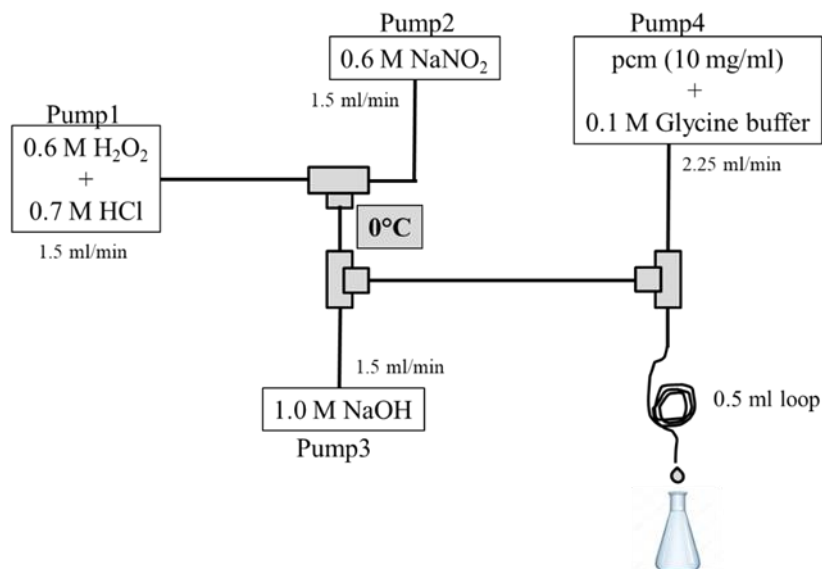 Pump2
0.6 M NaNO₂
1.5 ml/min
Pump4
pcm (10 mg/ml)
+
0.1 M Glycine buffer
2.25 ml/min
Pump1
0.6 M H₂O₂
+
0.7 M HCl
1.5 ml/min
0°C
1.5 ml/min
1.0 M NaOH
Pump3
0.5 ml loop